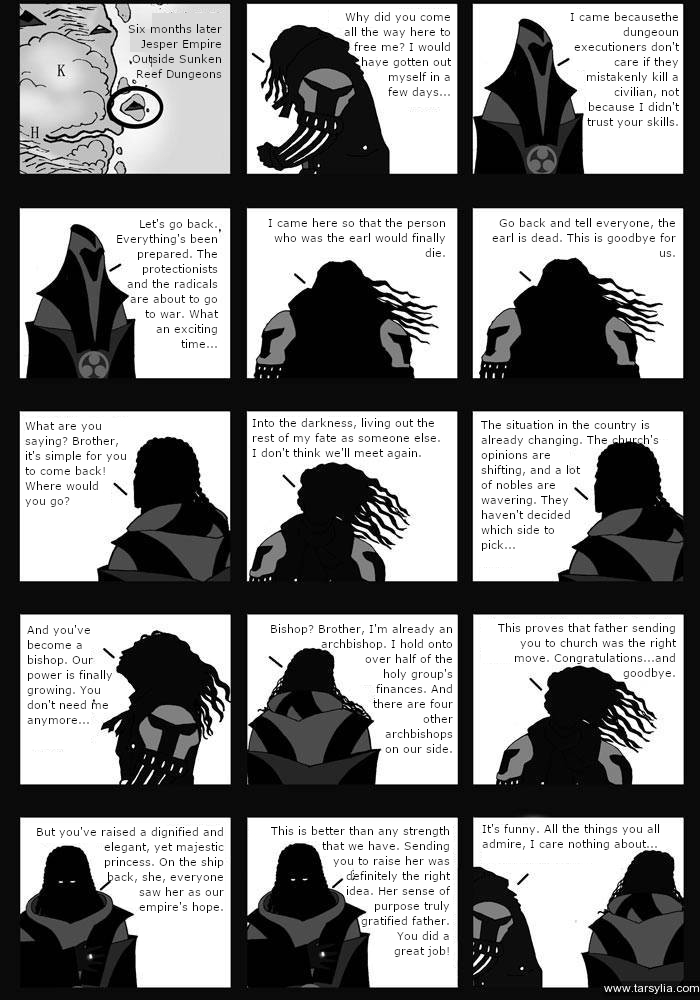 Six months later
Jesper Empire
Outside Sunken
Reef Dungeons
K
H
Why did you come
all the way here to
free me? I would
have gotten out
myself in a
few days...
I came becausethe
dungeoun
executioners don't
care if they
mistakenly kill a
civilian, not
because I didn't
trust your skills.
Let's go back.
Everything's been
prepared. The
protectionists
and the radicals
are about to go
to war. What
an exciting
time...
I came here so that the person
who was the earl would finally
die.
Go back and tell everyone, the
earl is dead. This is goodbye for
us.
What are you
saying? Brother,
it's simple for you
to come back!
Where would
you go?
Into the darkness, living out the
rest of my fate as someone else.
I don't think we'll meet again.
The situation in the country is
already changing. The church's
opinions are
shifting, and a lot
of nobles are
wavering. They
haven't decided
which side to
pick...
And you've
become a
bishop. Our
power is finally
growing. You
don't need me
anymore...
Bishop? Brother, I'm already an
archbishop. I hold onto
over half of the
holy group's
finances. And
there are four
other
archbishops
on our side.
This proves that father sending
you to church was the right
move. Congratulations...and
goodbye.
But you've raised a dignified and
elegant, yet majestic
princess. On the ship
back, she, everyone
saw her as our
empire's hope.
This is better than any strength
that we have. Sending
you to raise her was
definitely the right
idea. Her sense of
purpose truly
gratified father.
You did a
great job!
It's funny. All the things you all
admire, I care nothing about...
www.tarsylia.com